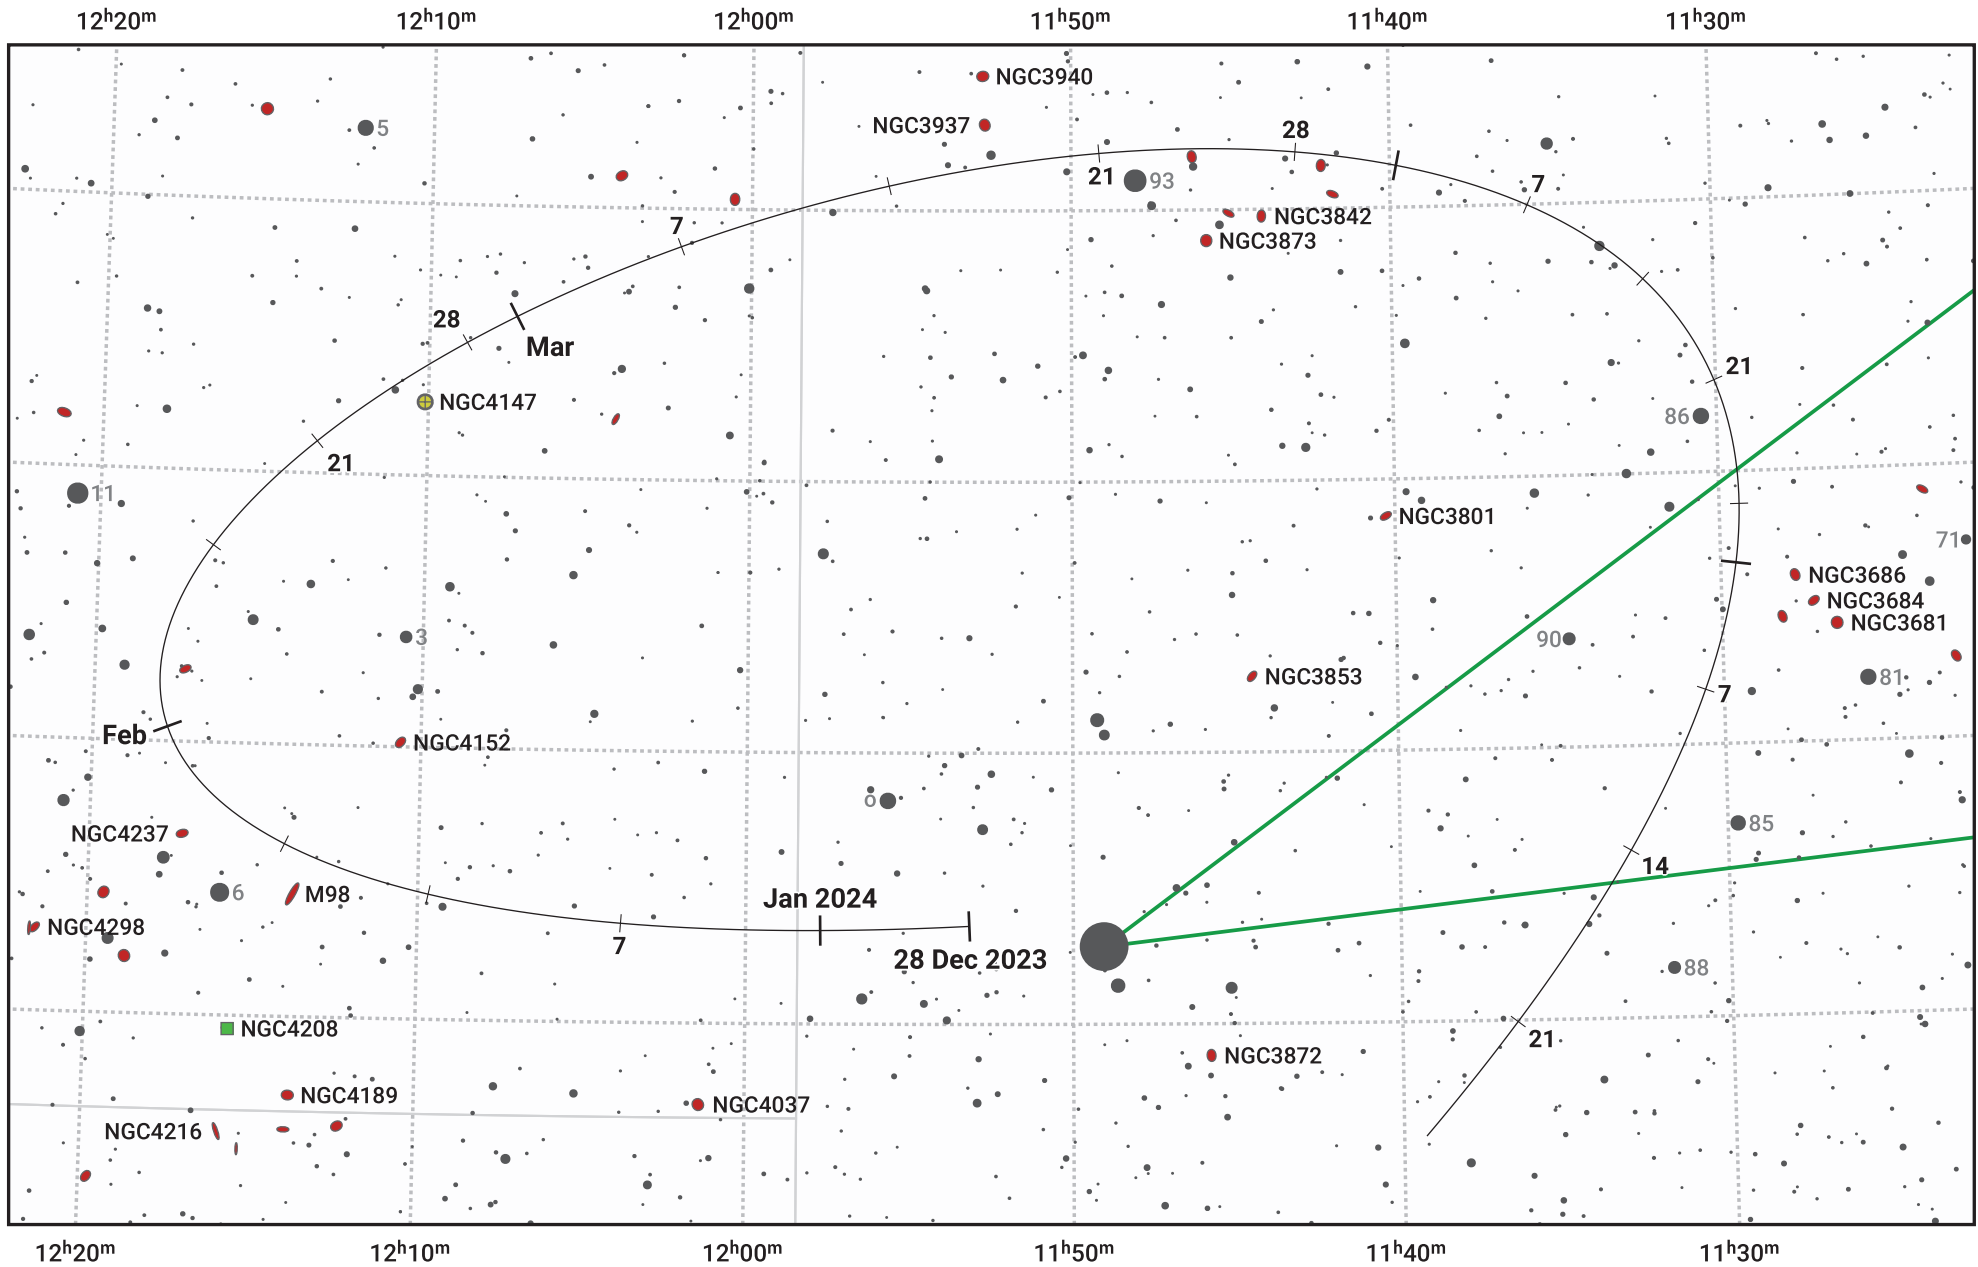 12h20m 12h10m 12h00m 11h50m 11h40m 11h30m
NGC3940
5
NGC3937
28
21
93
7
7
NGC3842
NGC3873
28
Mar
21
NGC4147
86
21
11
NGC3801
71
NGC3686
NGC3684
NGC3681
3
90
NGC3853
81
7
Feb
NGC4152
o
85
NGC4237
14
6
M98
Jan 2024
NGC4298
7
28 Dec 2023
88
NGC4208
21
NGC3872
NGC4189
NGC4037
NGC4216
12h20m 12h10m 12h00m 11h50m 11h40m 11h30m